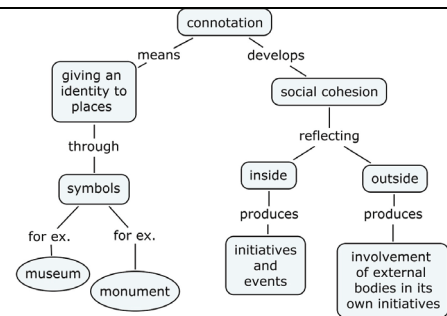 connotation
means
develops
giving an
identity to
places
social cohesion
through
reflecting
symbols
inside
outside
for ex.
for ex.
produces
produces
museum
monument
initiatives
and
events
involvement
of external
bodies in its
own initiatives